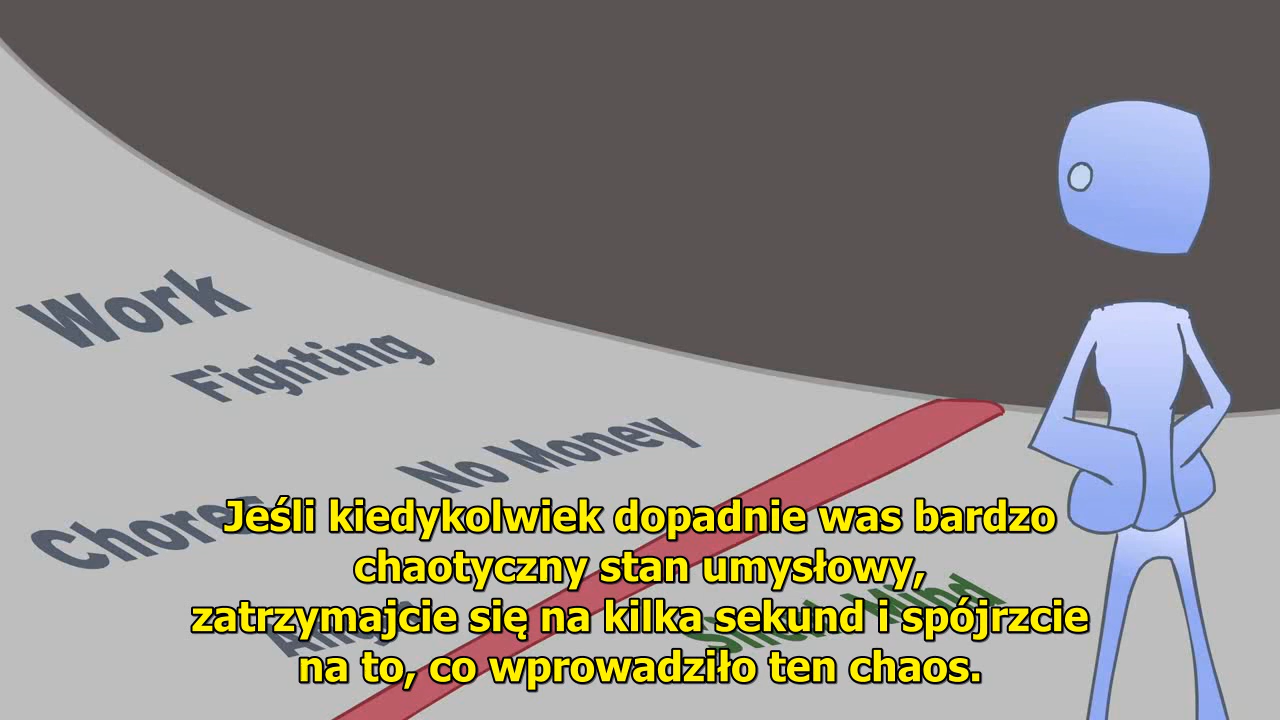 Work
Fighting
No Money
Chores
Jeśli kiedykolwiek dopadnie was bardzo
chaotyczny stan umysłowy,
zatrzymajcie się na kilka sekund i spójrzcie
na to, co wprowadziło ten chaos.